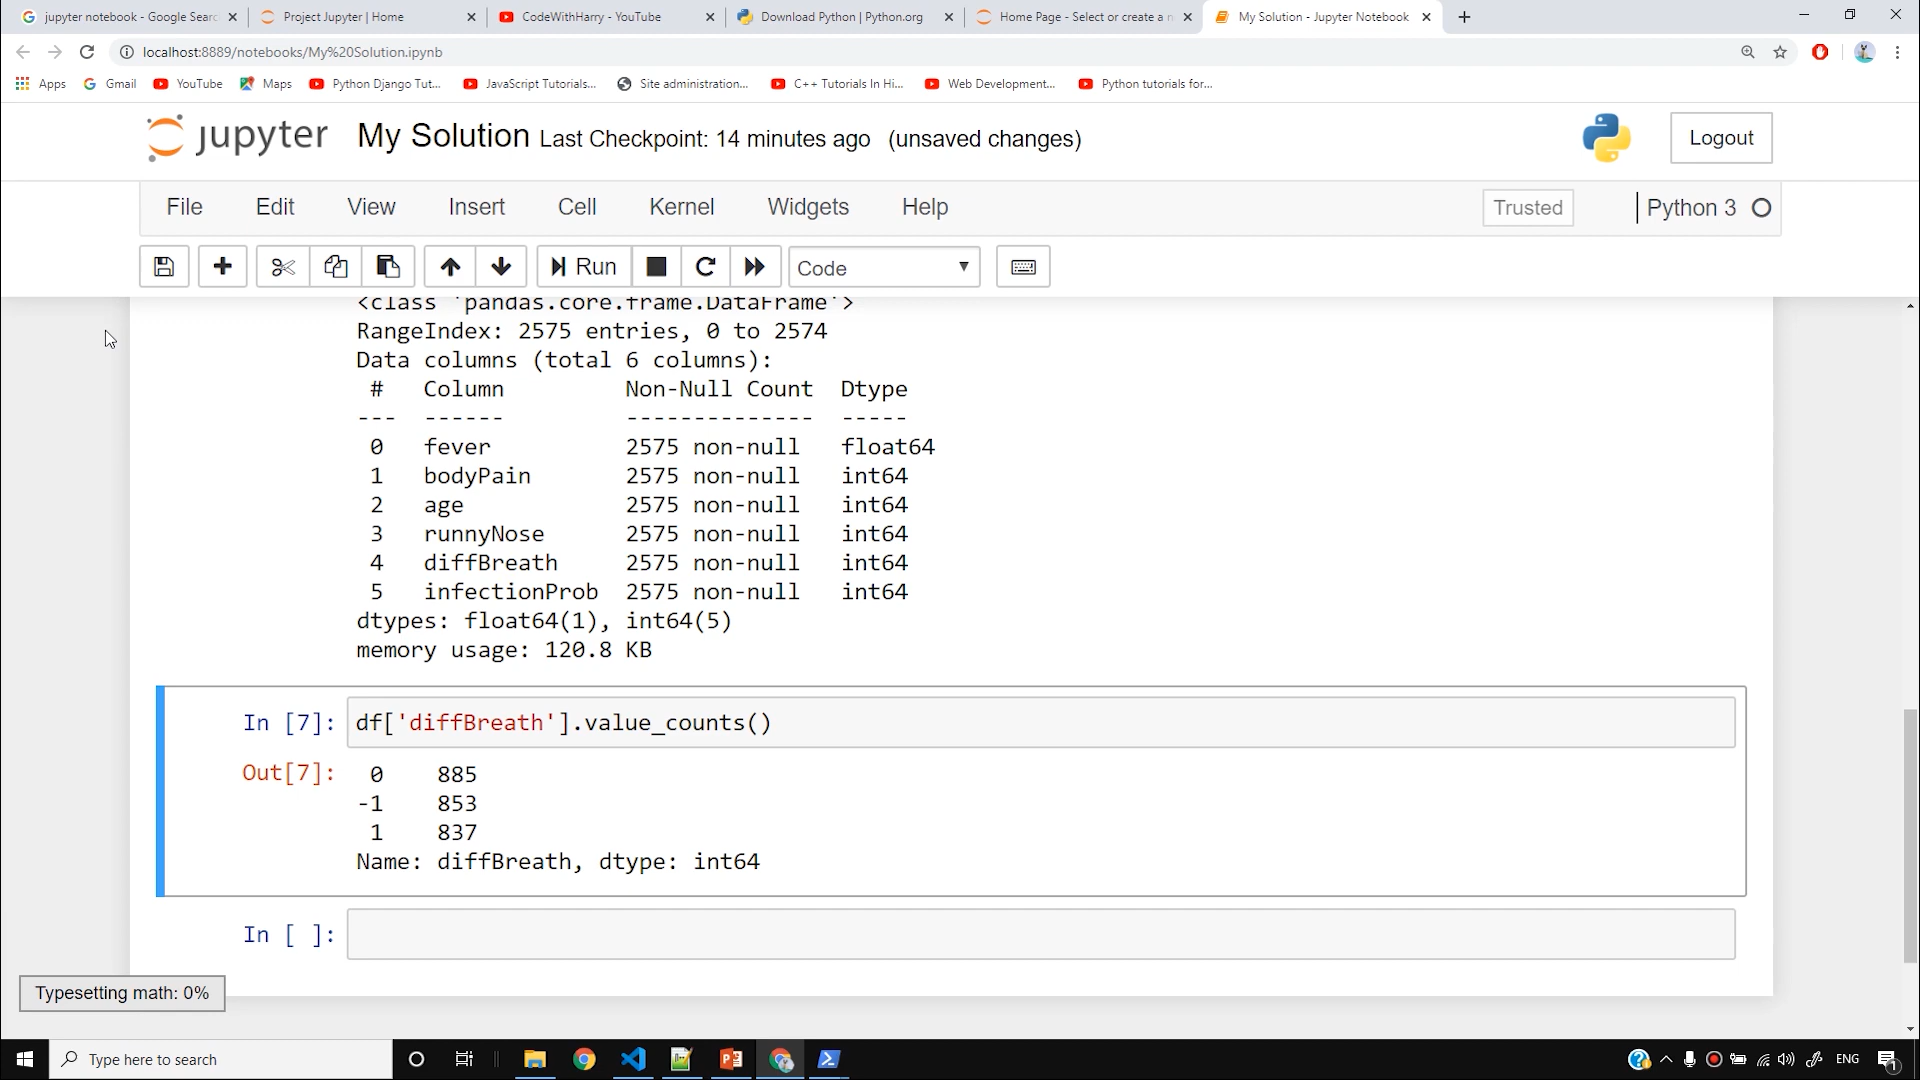 jupyter notebook - Google Searc
Project Jupyter | Home
CodeWithHarry - YouTube
Download Python | Python.org
Home Page - Select or create a n
My Solution - Jupyter Notebook
localhost:8889/notebooks/My%20Solution.ipynb
Apps
Gmail
YouTube
Maps
Python Django Tut...
JavaScript Tutorials...
Site administration...
C++ Tutorials In Hi...
Web Development...
Python tutorials for...
jupyter My Solution Last Checkpoint: 14 minutes ago (unsaved changes)
Logout
File Edit View Insert Cell Kernel Widgets Help
Trusted
Python 3
Run
Code
<class 'pandas.core.frame.DataFrame'>
RangeIndex: 2575 entries, 0 to 2574
Data columns (total 6 columns):
# Column Non-Null Count Dtype
--- ------ -------------- -----
0 fever 2575 non-null float64
1 bodyPain 2575 non-null int64
2 age 2575 non-null int64
3 runnyNose 2575 non-null int64
4 diffBreath 2575 non-null int64
5 infectionProb 2575 non-null int64
dtypes: float64(1), int64(5)
memory usage: 120.8 KB
In [7]: df['diffBreath'].value_counts()
Out[7]: 0 885
-1 853
1 837
Name: diffBreath, dtype: int64
In [ ]:
Typesetting math: 0%
Type here to search
ENG
1